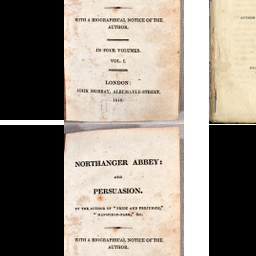 WITH A BIOGRAPHICAL NOTICE OF THE
AUTHOR.
IN FOUR VOLUMES.
VOL. I.
LONDON:
JOHN MURRAY, ALBEMARLE-STREET.
1818.
AUTHOR
NORTHANGER ABBEY:
AND
PERSUASION.
BY THE AUTHOR OF "PRIDE AND PREJUDICE,"
"MANSFIELD-PARK," &c.
WITH A BIOGRAPHICAL NOTICE OF THE
AUTHOR.